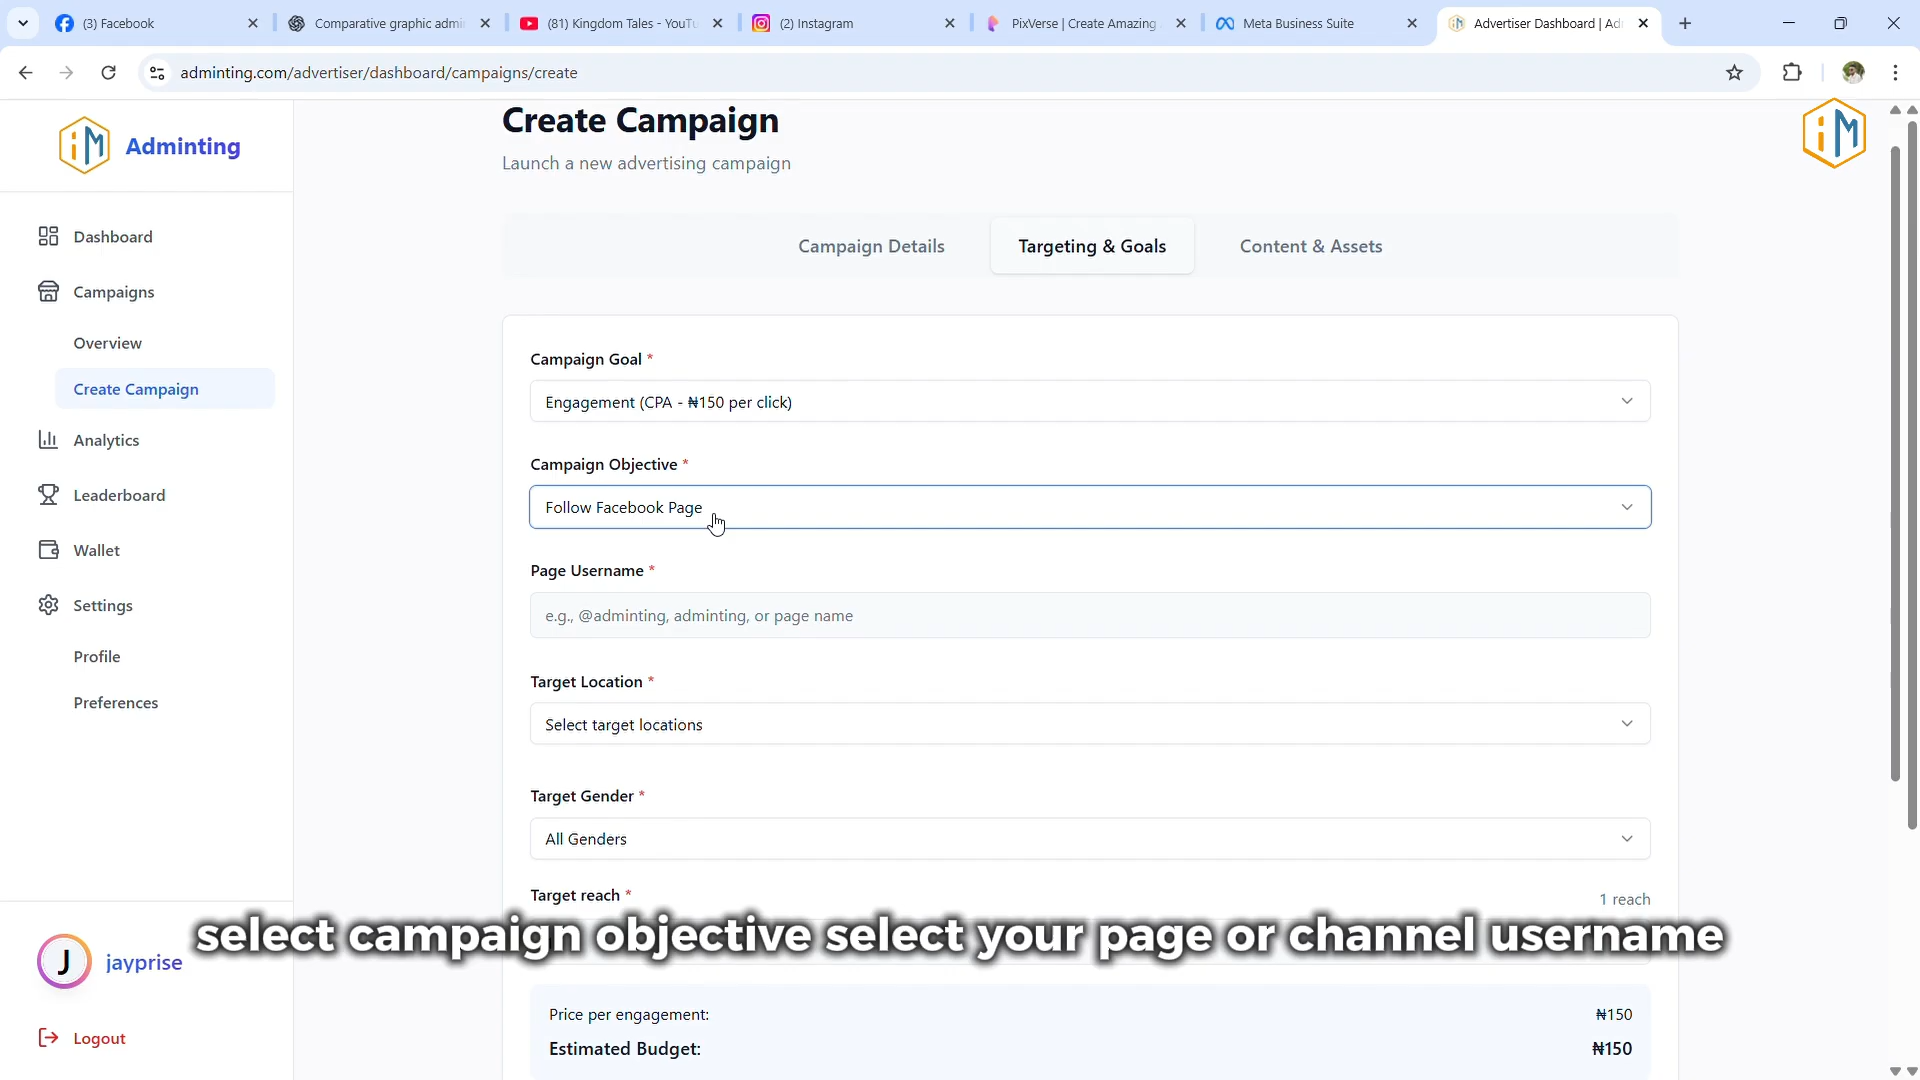 (3) Facebook
Comparative graphic admi
(81) Kingdom Tales - YouTu
(2) Instagram
PixVerse | Create Amazing
Meta Business Suite
Advertiser Dashboard | Ad
adminting.com/advertiser/dashboard/campaigns/create
iM
Adminting
iM
Dashboard
Campaigns
Overview
Create Campaign
Analytics
Leaderboard
Wallet
Settings
Profile
Preferences
J
jayprise
Logout
Create Campaign
Launch a new advertising campaign
Campaign Details
Targeting & Goals
Content & Assets
Campaign Goal *
Engagement (CPA - ₦150 per click)
Campaign Objective *
Follow Facebook Page
Page Username *
e.g., @adminting, adminting, or page name
Target Location *
Select target locations
Target Gender *
All Genders
Target reach *
1 reach
select campaign objective select your page or channel username
Price per engagement:
₦150
Estimated Budget:
₦150